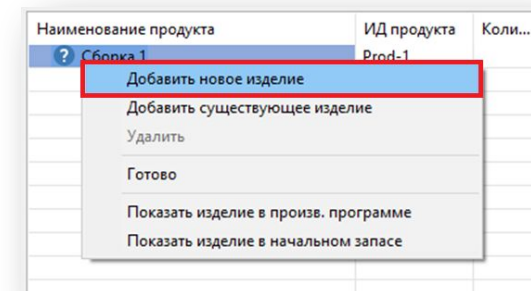 Наименование продукта ИД продукта Коли...
? Сборка 1 Prod-1
Добавить новое изделие
Добавить существующее изделие
Удалить
Готово
Показать изделие в произв. программе
Показать изделие в начальном запасе